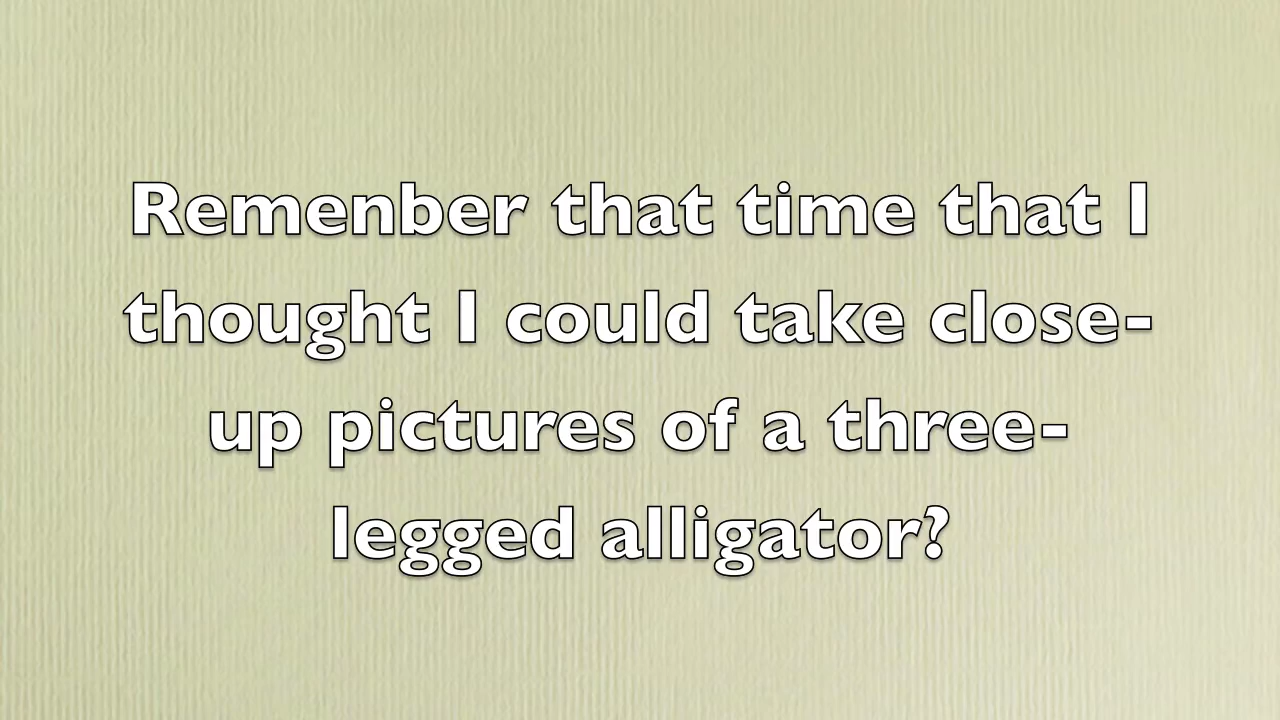 Remenber that time that I
thought I could take close-
up pictures of a three-
legged alligator?